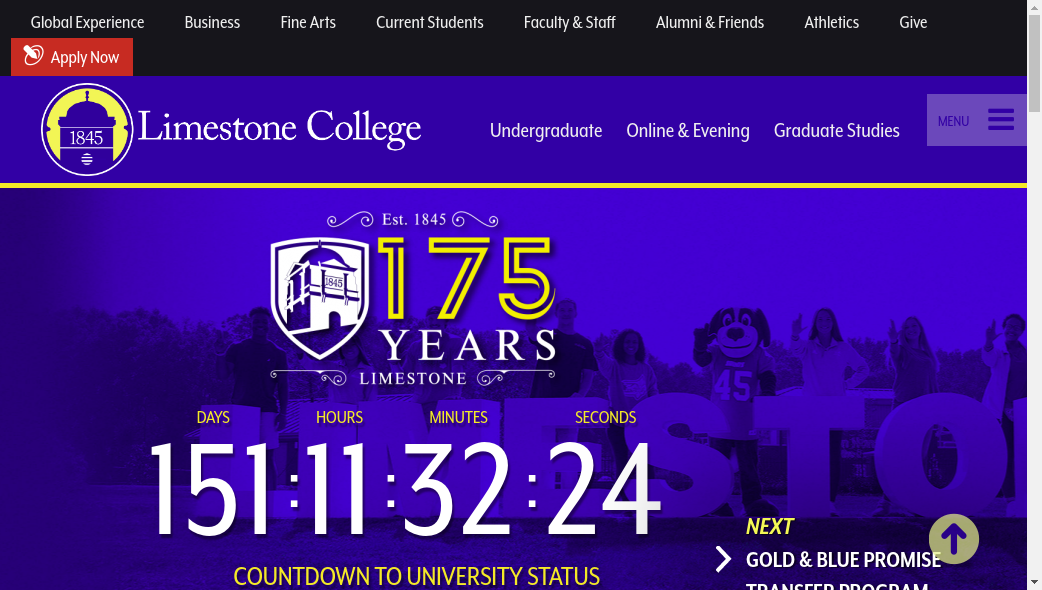 Global Experience Business Fine Arts Current Students Faculty & Staff Alumni & Friends Athletics Give
Apply Now
1845
Limestone College
Undergraduate Online & Evening Graduate Studies
MENU
Est. 1845
1845
175
YEARS
LIMESTONE
45
DAYS HOURS MINUTES SECONDS
151:11:32:24
COUNTDOWN TO UNIVERSITY STATUS
NEXT
GOLD & BLUE PROMISE
TRANSFER PROGRAM